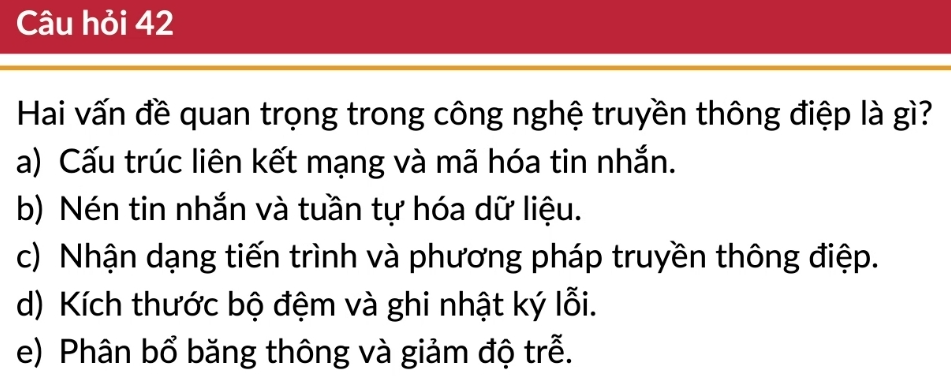 Câu hỏi 42
Hai vấn đề quan trọng trong công nghệ truyền thông điệp là gì?
a) Cấu trúc liên kết mạng và mã hóa tin nhắn.
b) Nén tin nhắn và tuần tự hóa dữ liệu.
c) Nhận dạng tiến trình và phương pháp truyền thông điệp.
d) Kích thước bộ đệm và ghi nhật ký lỗi.
e) Phân bổ băng thông và giảm độ trễ.